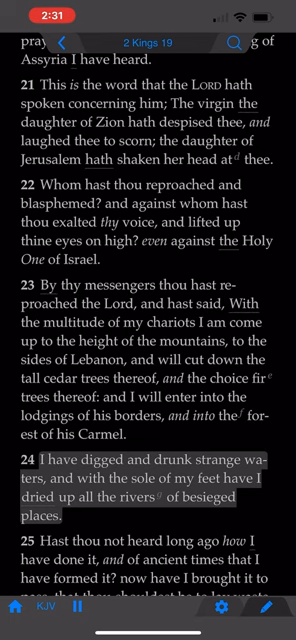 2:31
2 Kings 19
Assyria I have heard.
21 This is the word that the LORD hath
spoken concerning him; The virgin the
daughter of Zion hath despised thee, and
laughed thee to scorn; the daughter of
Jerusalem hath shaken her head at d thee.
22 Whom hast thou reproached and
blasphemed? and against whom hast
thou exalted thy voice, and lifted up
thine eyes on high? even against the Holy
One of Israel.
23 By thy messengers thou hast re-
proached the Lord, and hast said, With
the multitude of my chariots I am come
up to the height of the mountains, to
the sides of Lebanon, and will cut down the
tall cedar trees thereof, and the choice fir e
trees thereof: and I will enter into the
lodgings of his borders, and into the f for-
est of his Carmel.
24 I have digged and drunk strange wa-
ters, and with the sole of my feet have I
dried up all the rivers g of besieged
places.
25 Hast thou not heard long ago how I
have done it, and of ancient times that I
have formed it? now have I brought it to
KJV